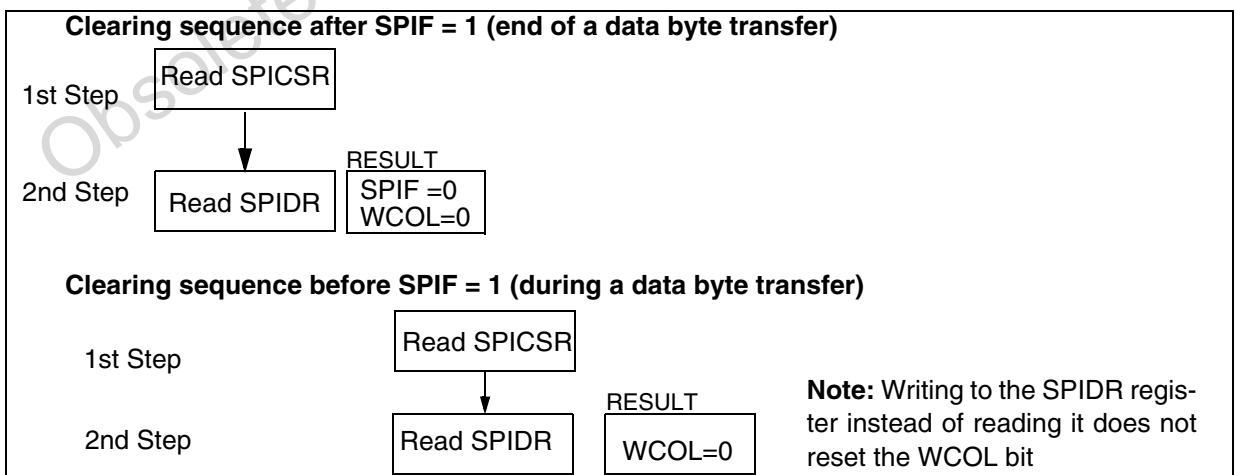 Clearing sequence after SPIF = 1 (end of a data byte transfer)
1st Step
Read SPICSR
2nd Step
Read SPIDR
RESULT
SPIF =0
WCOL=0
Clearing sequence before SPIF = 1 (during a data byte transfer)
1st Step
Read SPICSR
2nd Step
Read SPIDR
RESULT
WCOL=0
Note: Writing to the SPIDR regis-
ter instead of reading it does not
reset the WCOL bit
Obsolete